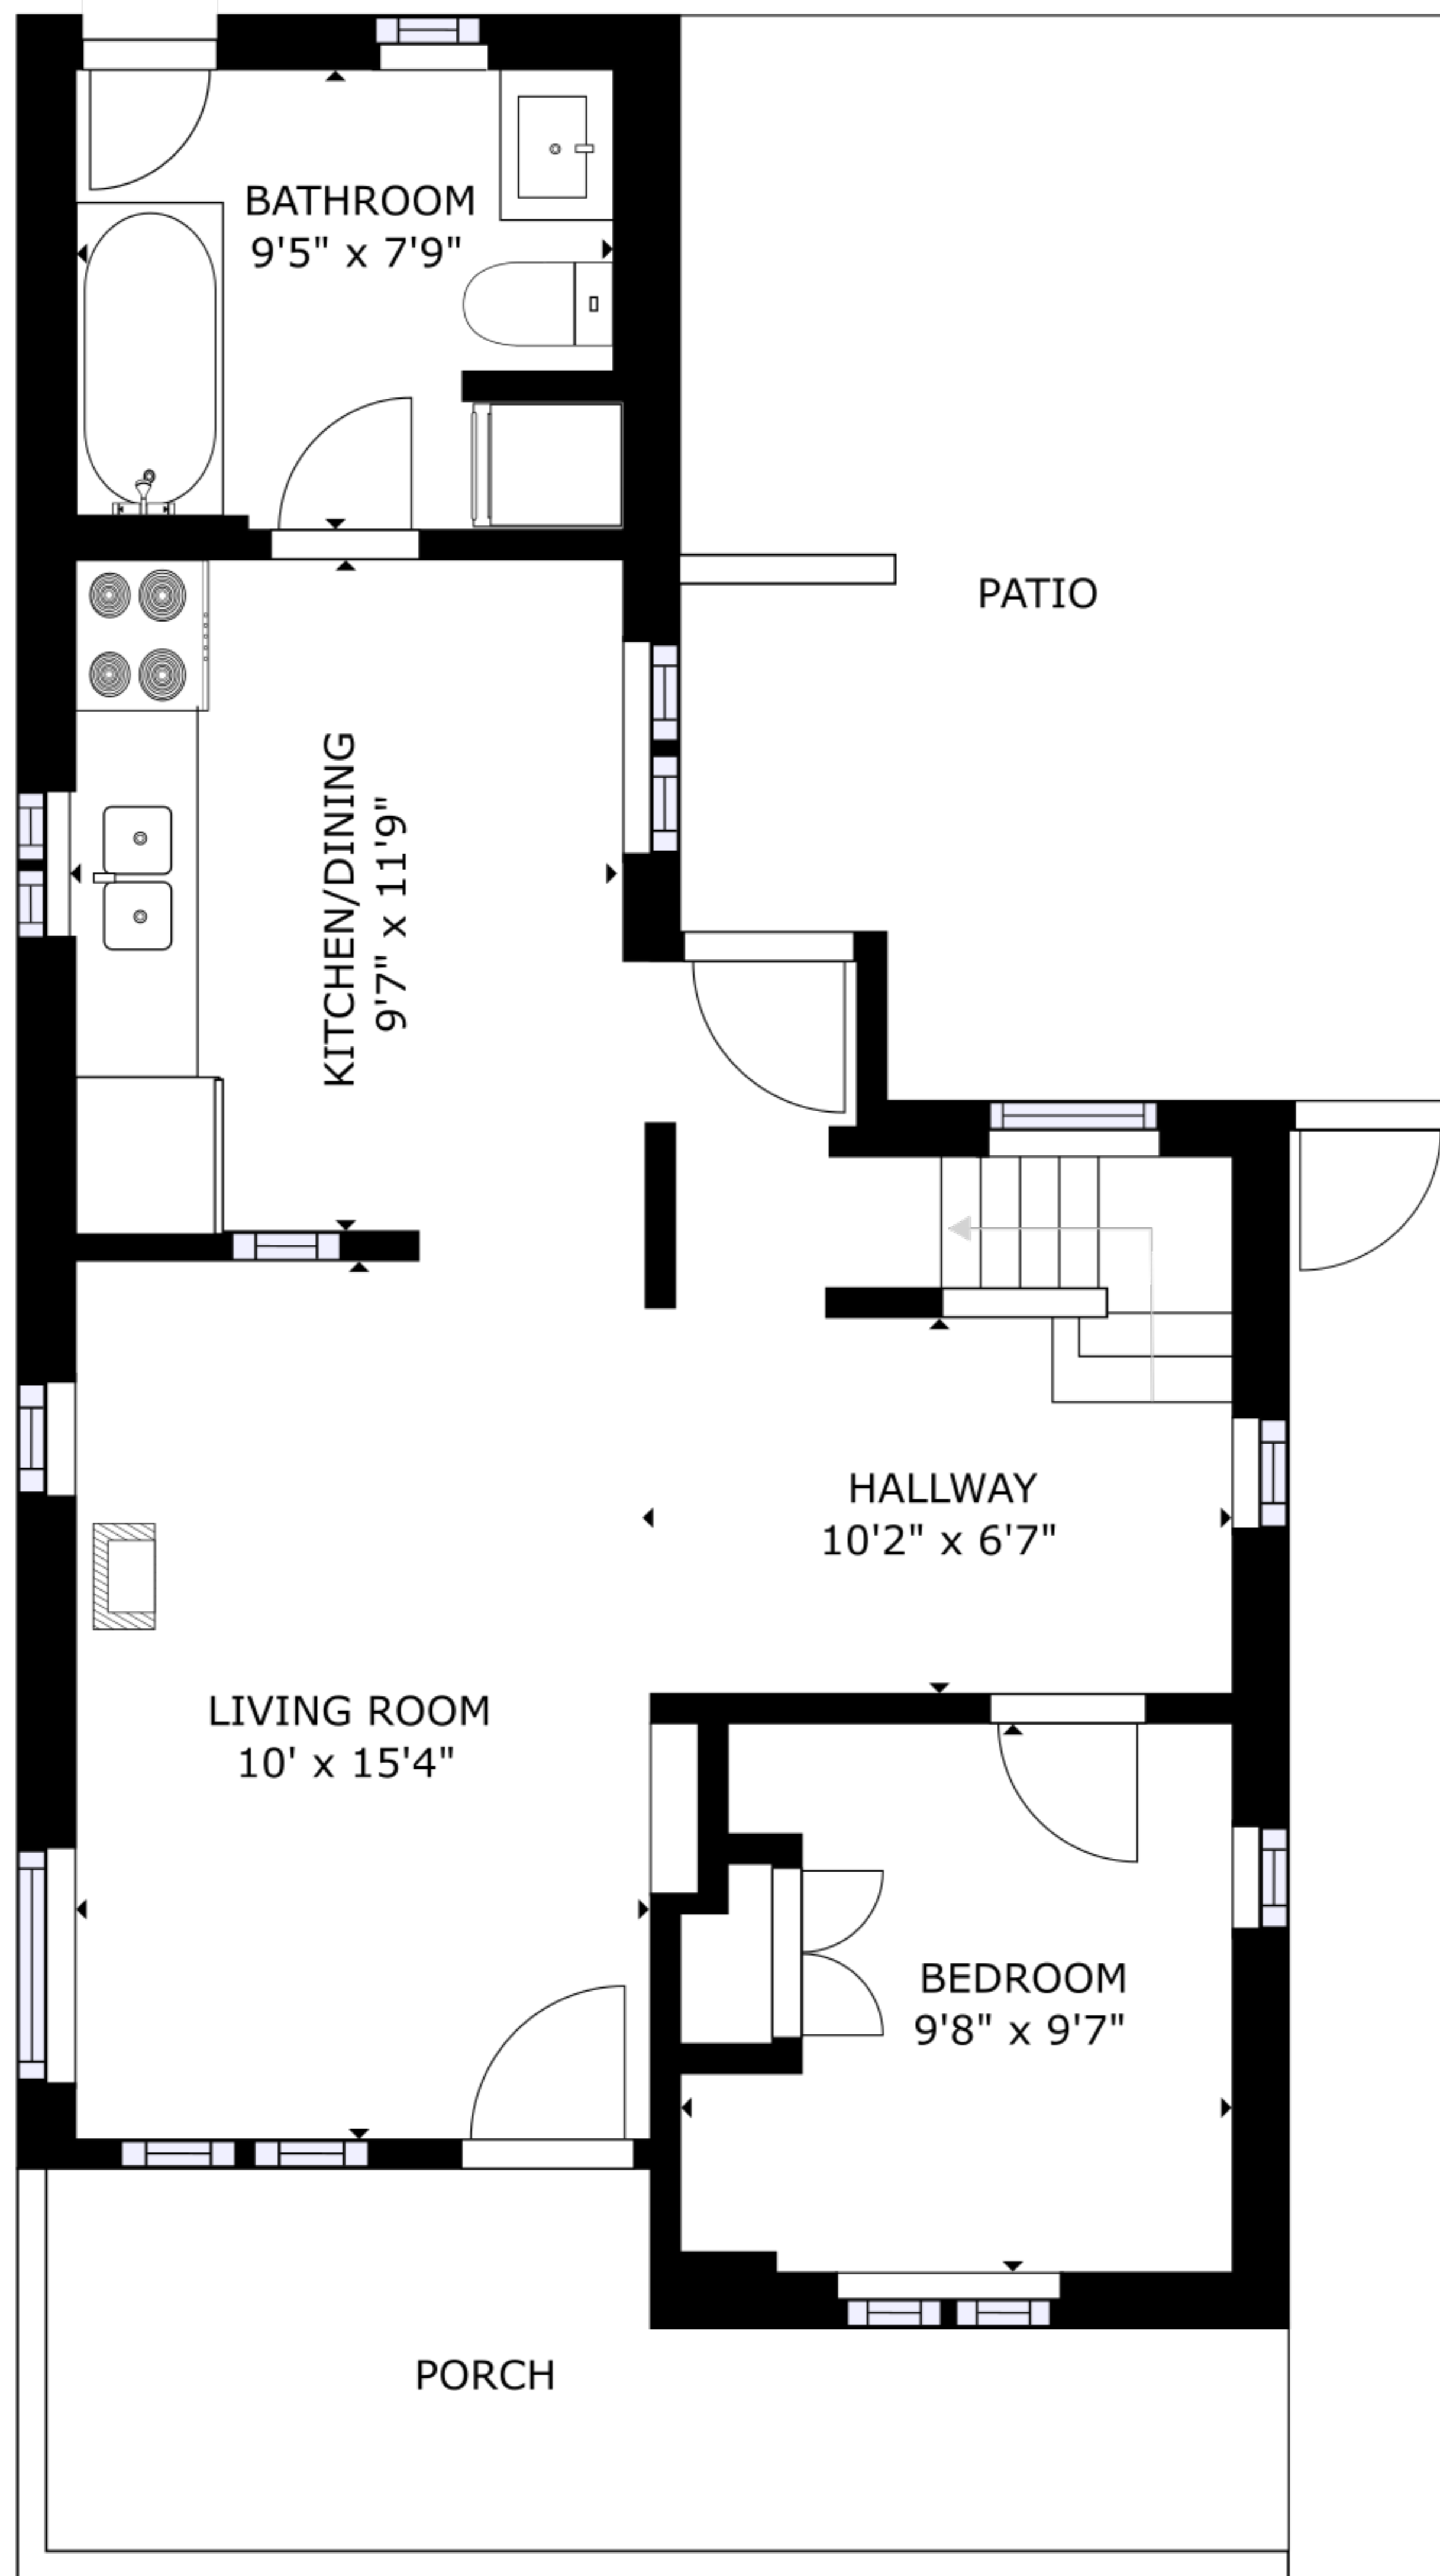 BATHROOM
9'5" x 7'9"
PATIO
KITCHEN/DINING
9'7" x 11'9"
HALLWAY
10'2" x 6'7"
LIVING ROOM
10' x 15'4"
BEDROOM
9'8" x 9'7"
PORCH